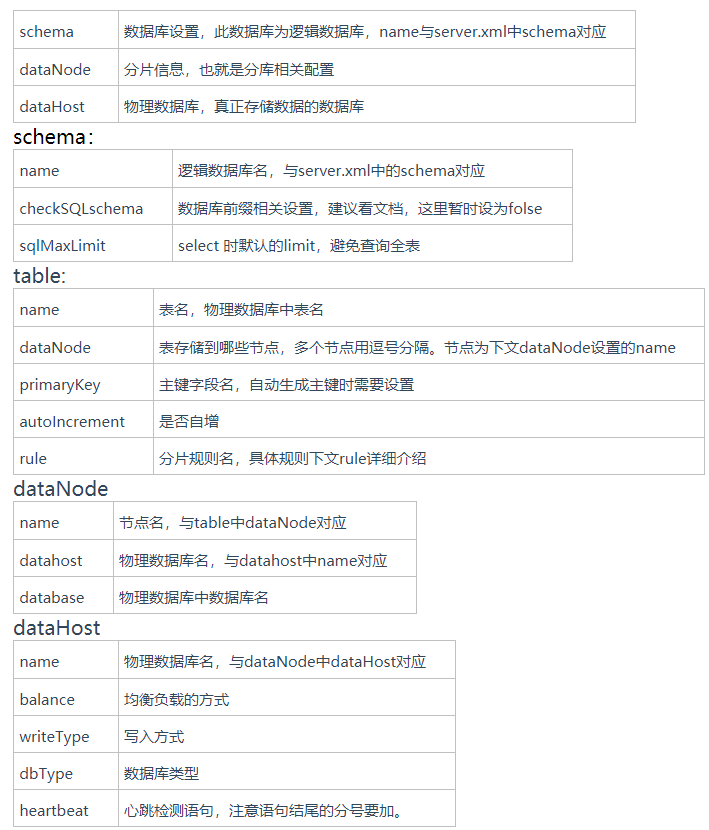 schema 数据库设置，此数据库为逻辑数据库，name与server.xml中schema对应
dataNode 分片信息，也就是分库相关配置
dataHost 物理数据库，真正存储数据的数据库
schema：
name 逻辑数据库名，与server.xml中的schema对应
checkSQLschema 数据库前缀相关设置，建议看文档，这里暂时设为folse
sqlMaxLimit select 时默认的limit，避免查询全表
table:
name 表名，物理数据库中表名
dataNode 表存储到哪些节点，多个节点用逗号分隔。节点为下文dataNode设置的name
primaryKey 主键字段名，自动生成主键时需要设置
autoIncrement 是否自增
rule 分片规则名，具体规则下文rule详细介绍
dataNode
name 节点名，与table中dataNode对应
datahost 物理数据库名，与datahost中name对应
database 物理数据库中数据库名
dataHost
name 物理数据库名，与dataNode中dataHost对应
balance 均衡负载的方式
writeType 写入方式
dbType 数据库类型
heartbeat 心跳检测语句，注意语句结尾的分号要加。